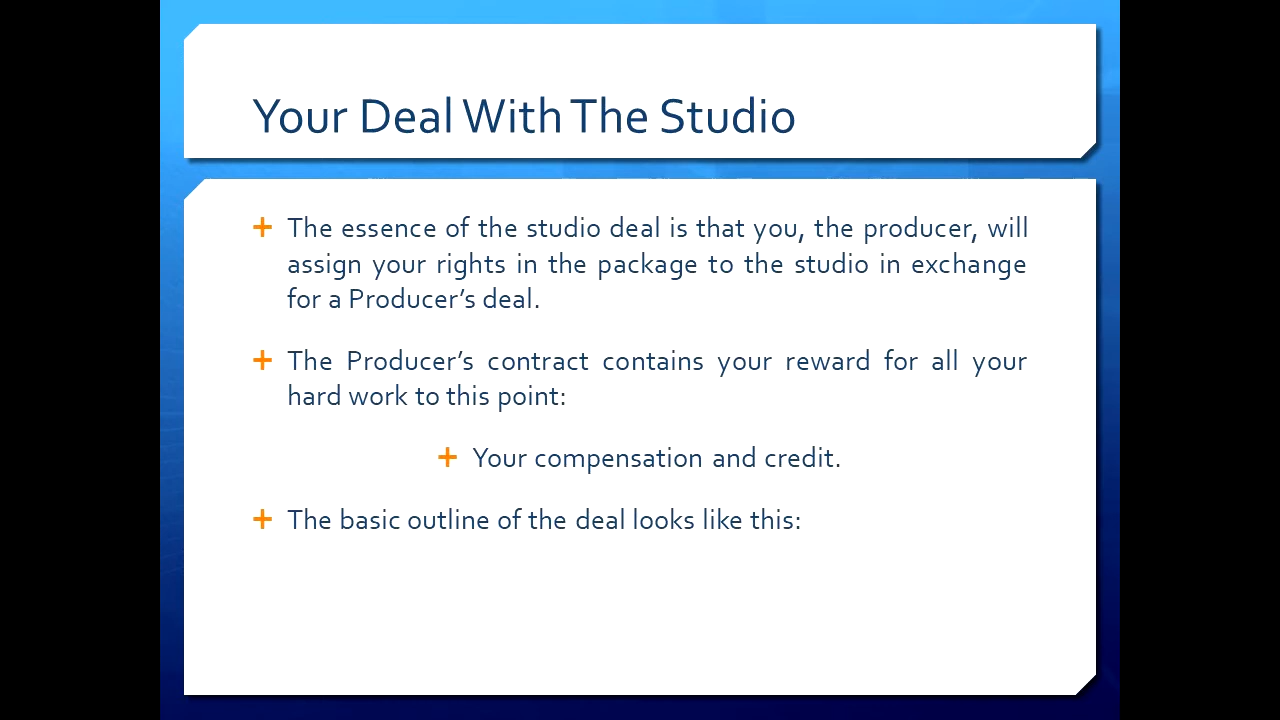 Your Deal With The Studio
The essence of the studio deal is that you, the producer, will
assign your rights in the package to the studio in exchange
for a Producer’s deal.
The Producer’s contract contains your reward for all your
hard work to this point:
Your compensation and credit.
The basic outline of the deal looks like this: